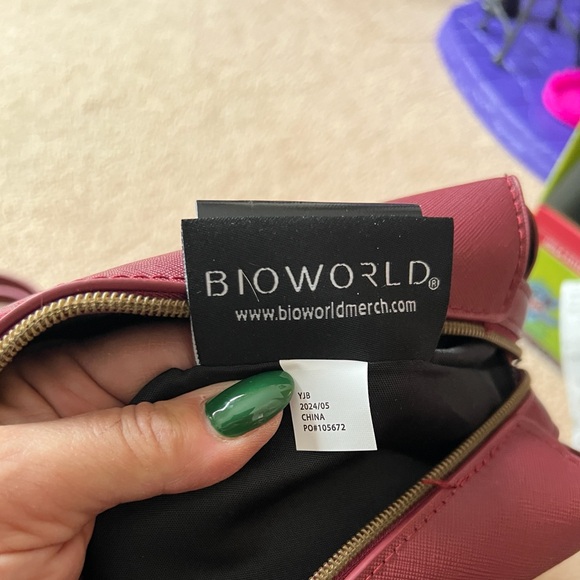 BIOWORLD®
www.bioworldmerch.com
YJB
2024/05
CHINA
PO#105672